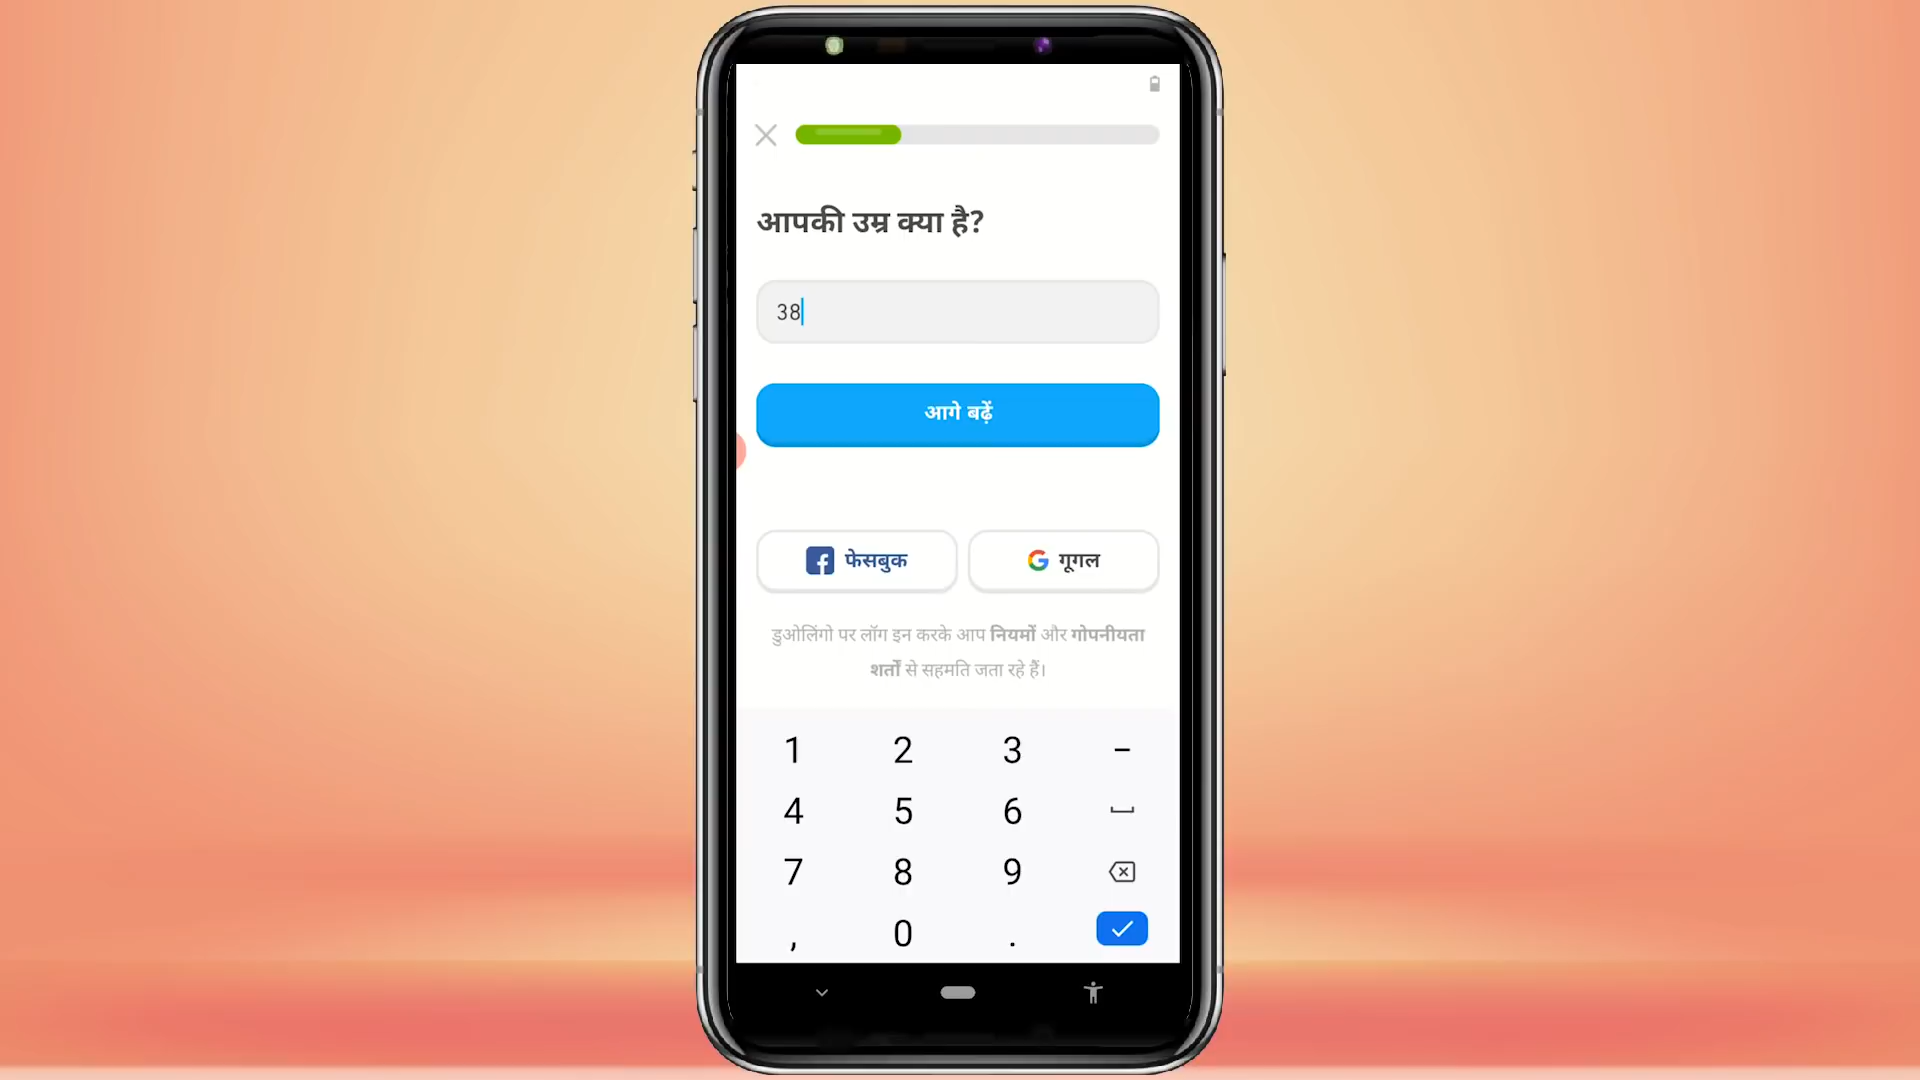 आपकी उम्र क्या है?
38
आगे बढ़ें
फेसबुक
गूगल
डुओलिंगो पर लॉग इन करके आप नियमों और गोपनीयता
शर्तों से सहमति जता रहे हैं।
1 2 3 –
4 5 6
7 8 9
, 0 .